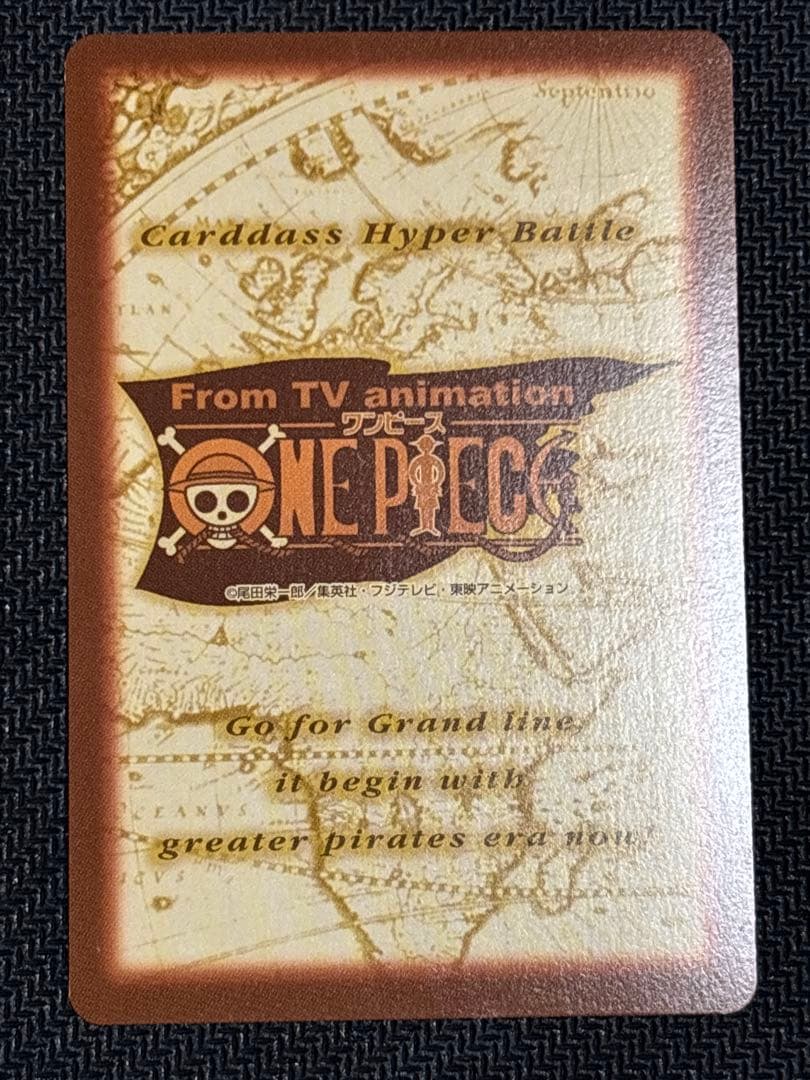 Septentrio
Carddass Hyper Battle
TLAN
From TV animation
ワンピース
ONE PIECE
©尾田栄一郎/集英社・フジテレビ・東映アニメーション
Go for Grand line,
it begin with
greater pirates era now!
OCEANVS